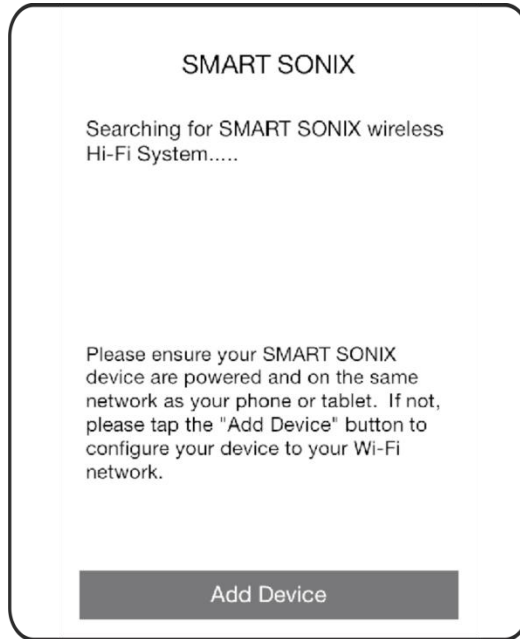 SMART SONIX
Searching for SMART SONIX wireless
Hi-Fi System.....
Please ensure your SMART SONIX
device are powered and on the same
network as your phone or tablet.  If not,
please tap the "Add Device" button to
configure your device to your Wi-Fi
network.
Add Device